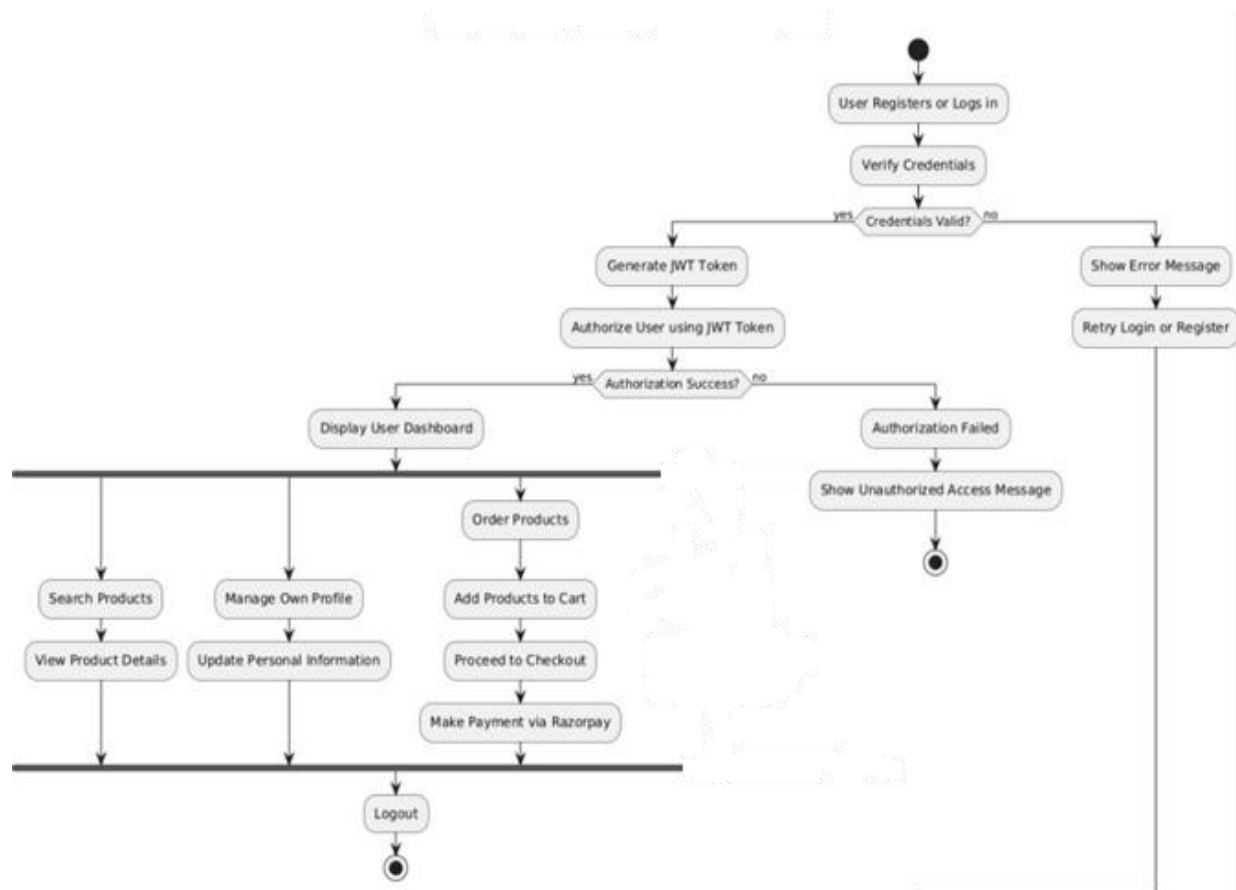 User Registers or Logs in
Verify Credentials
yes
Credentials Valid?
no
Generate JWT Token
Show Error Message
Authorize User using JWT Token
Retry Login or Register
yes
Authorization Success?
no
Display User Dashboard
Authorization Failed
Show Unauthorized Access Message
Order Products
Search Products
Manage Own Profile
Add Products to Cart
View Product Details
Update Personal Information
Proceed to Checkout
Make Payment via Razorpay
Logout